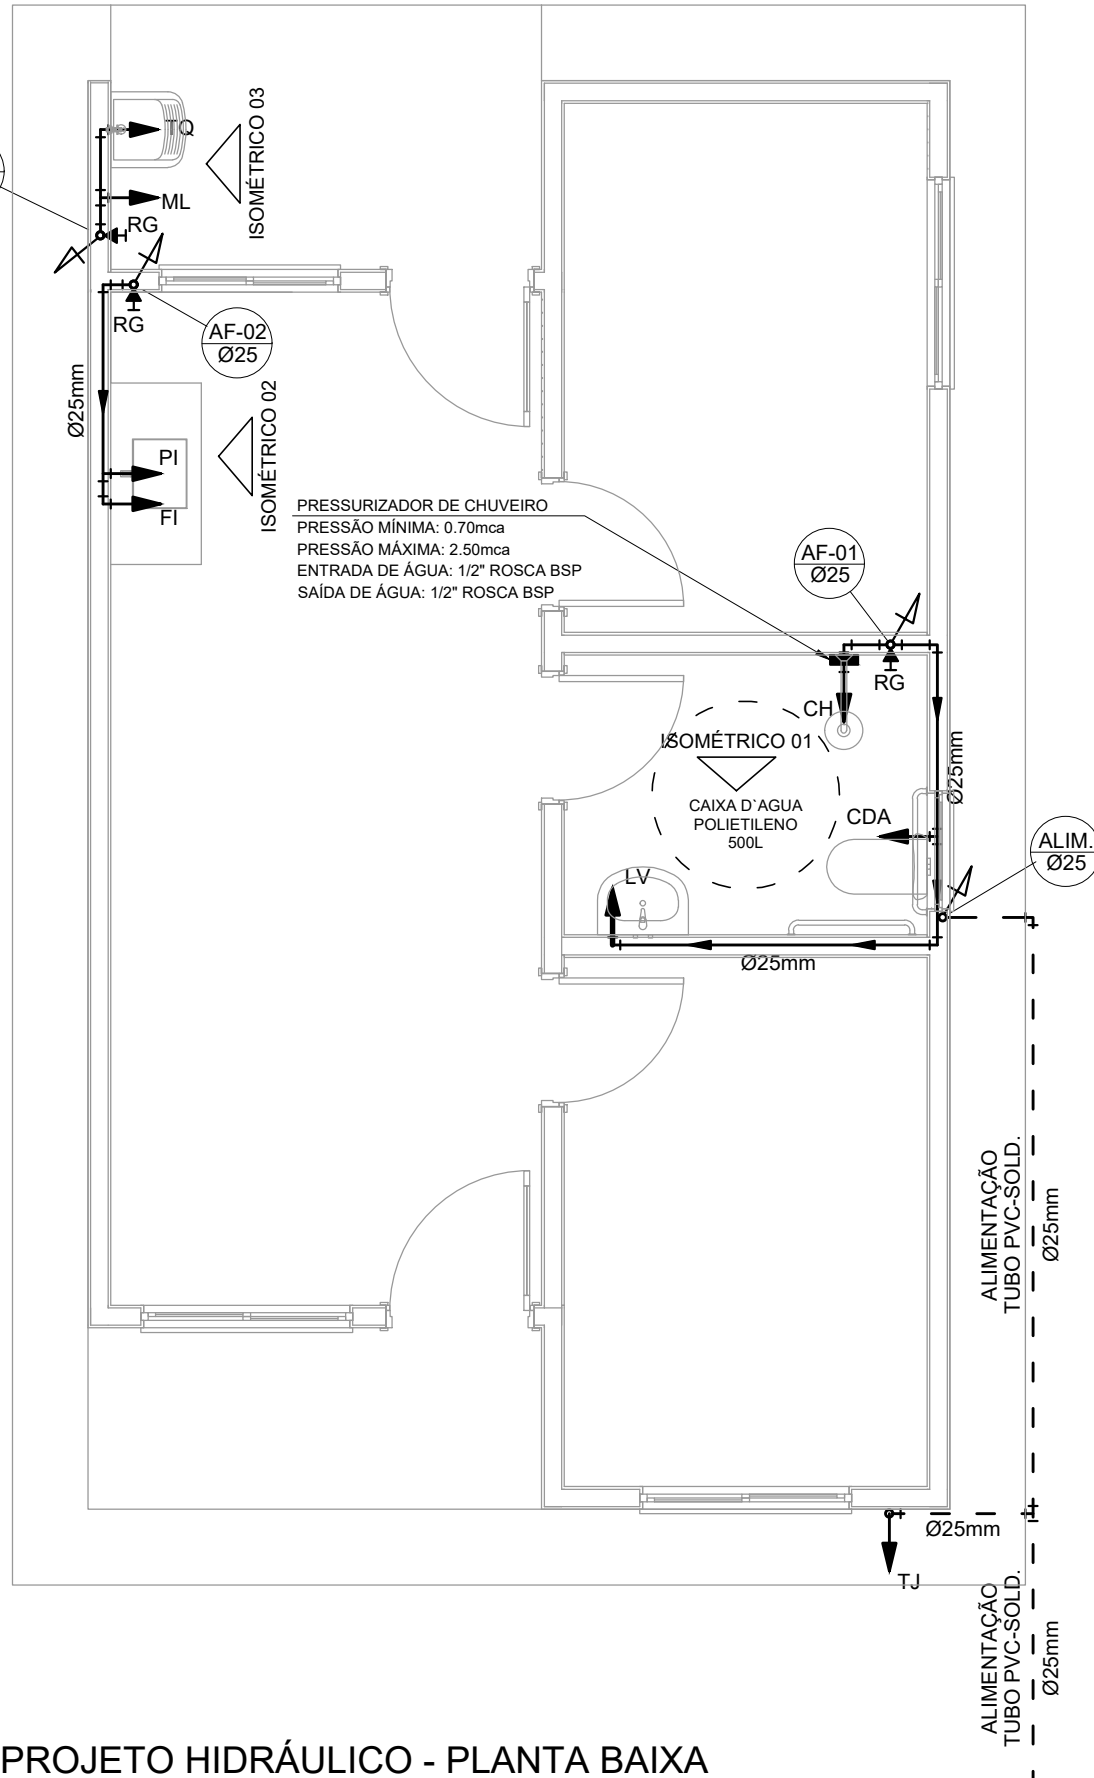 TQ
ISOMÉTRICO 03
ML
RG
RG
AF-02
Ø25
Ø25mm
ISOMÉTRICO 02
PI
FI
PRESSURIZADOR DE CHUVEIRO
PRESSÃO MÍNIMA: 0.70mca
PRESSÃO MÁXIMA: 2.50mca
ENTRADA DE ÁGUA: 1/2" ROSCA BSP
SAÍDA DE ÁGUA: 1/2" ROSCA BSP
AF-01
Ø25
RG
CH
ISOMÉTRICO 01
Ø25mm
CAIXA D`AGUA
POLIETILENO
500L
CDA
ALIM.
Ø25
LV
Ø25mm
ALIMENTAÇÃO
TUBO PVC-SOLD.
Ø25mm
Ø25mm
TJ
ALIMENTAÇÃO
TUBO PVC-SOLD.
Ø25mm
PROJETO HIDRÁULICO - PLANTA BAIXA